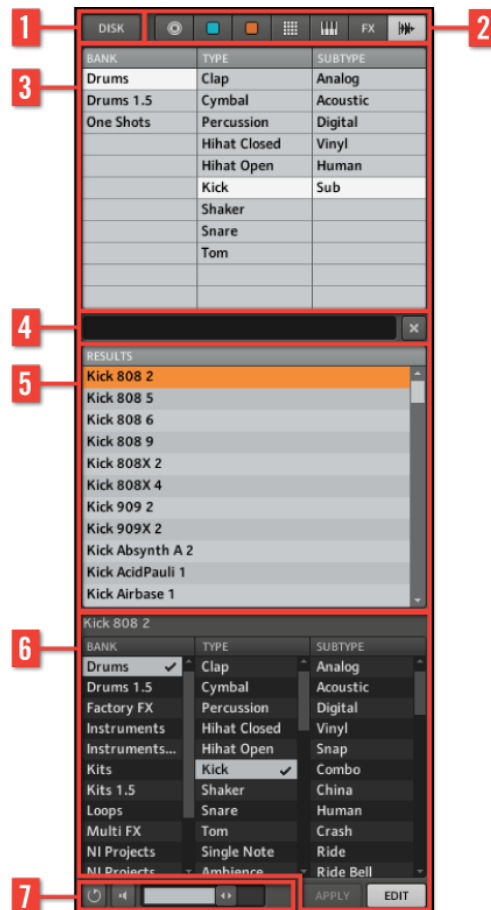 1 DISK FX 2
3 BANK TYPE SUBTYPE
Drums Clap Analog
Drums 1.5 Cymbal Acoustic
One Shots Percussion Digital
Hihat Closed Vinyl
Hihat Open Human
Kick Sub
Shaker
Snare
Tom
4
5 RESULTS
Kick 808 2
Kick 808 5
Kick 808 6
Kick 808 9
Kick 808X 2
Kick 808X 4
Kick 909 2
Kick 909X 2
Kick Absynth A 2
Kick AcidPauli 1
Kick Airbase 1
6 Kick 808 2
BANK TYPE SUBTYPE
Drums Clap Analog
Drums 1.5 Cymbal Acoustic
Factory FX Percussion Digital
Instruments Hihat Closed Vinyl
Instruments... Hihat Open Snap
Kits Kick Combo
Kits 1.5 Shaker China
Loops Snare Human
Multi FX Tom Crash
NI Projects Single Note Ride
NI Projects Ambience Ride Bell
7 APPLY EDIT